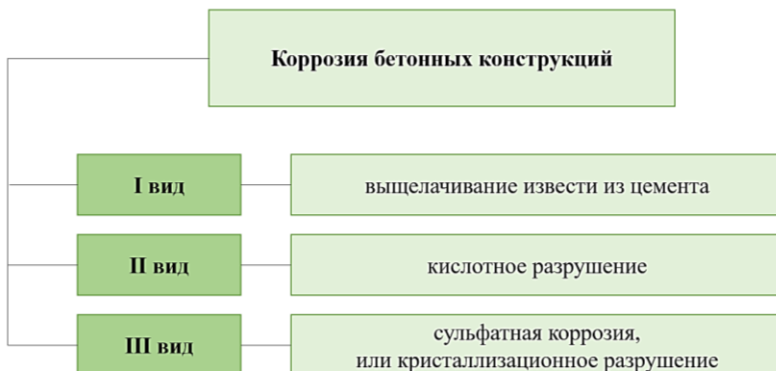 Коррозия бетонных конструкций
I вид
выщелачивание извести из цемента
II вид
кислотное разрушение
III вид
сульфатная коррозия,
или кристаллизационное разрушение